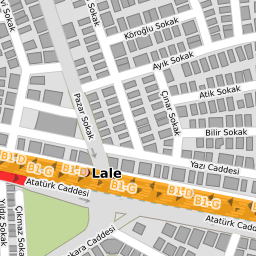 Sokak
Köroğlu Sokak
Ayık Sokak
Pazar Sokak
Çınar Sokak
Atik Sokak
Bilir Sokak
B1-D
B1-G
Yazı Caddesi
Lale
B1-D
B1-G
B1-D
B1-G
Atatürk Caddesi
Atatürk Caddesi
Çıkmaz Sokak
Yıldız Sokak
Ankara Caddesi